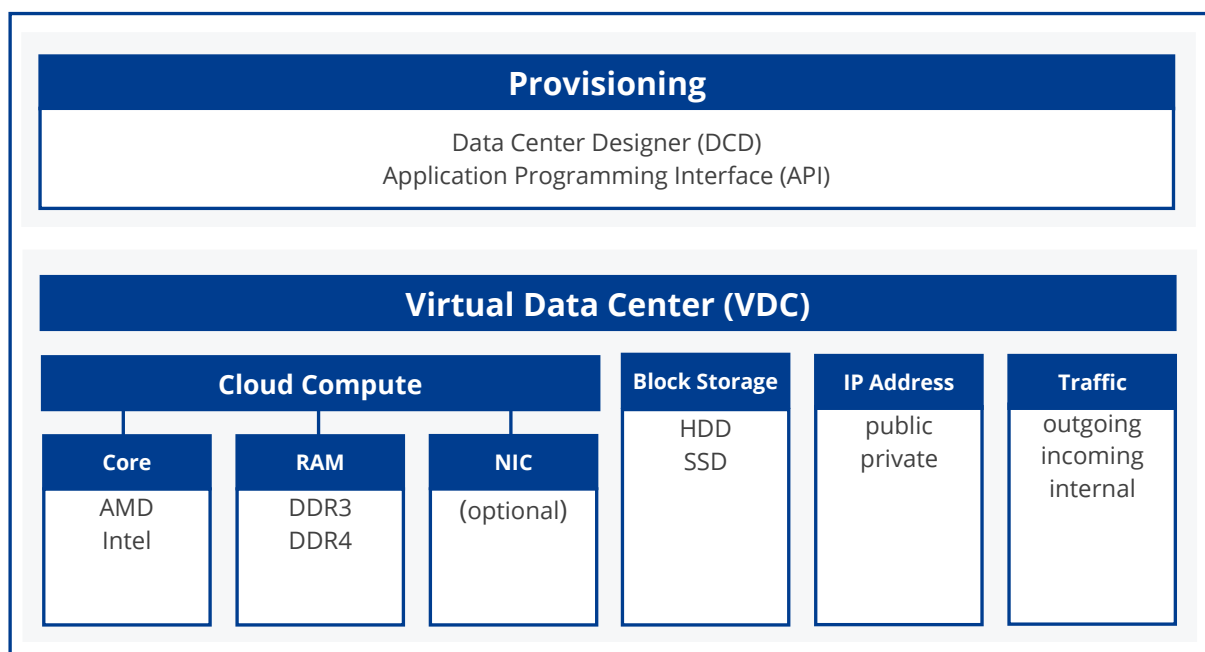 Provisioning
Data Center Designer (DCD)
Application Programming Interface (API)
Virtual Data Center (VDC)
Cloud Compute
Core
AMD
Intel
RAM
DDR3
DDR4
NIC
(optional)
Block Storage
HDD
SSD
IP Address
public
private
Traffic
outgoing
incoming
internal